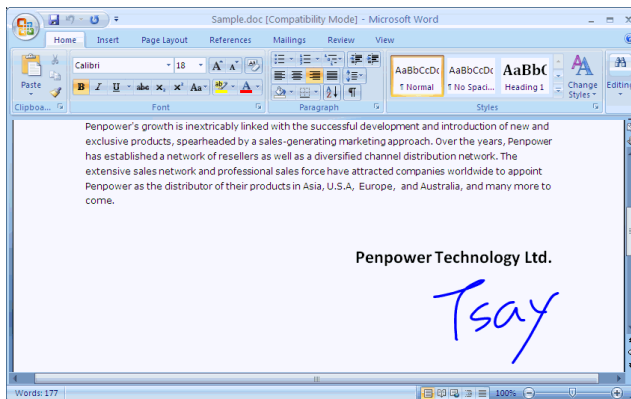 Sample.doc [Compatibility Mode] - Microsoft Word
Home Insert Page Layout References Mailings Review View
Paste
Calibri 18
B I U abc x₂ x² Aa A
AaBbCcDc AaBbCcDc AaBbC
¶ Normal ¶ No Spaci... Heading 1
Change Styles
Editing
Clipboa... Font Paragraph Styles
Penpower's growth is inextricably linked with the successful development and introduction of new and
exclusive products, spearheaded by a sales-generating marketing approach. Over the years, Penpower
has established a network of resellers as well as a diversified channel distribution network. The
extensive sales network and professional sales force have attracted companies worldwide to appoint
Penpower as the distributor of their products in Asia, U.S.A, Europe, and Australia, and many more to
come.
Penpower Technology Ltd.
Tsay
Words: 177 100%